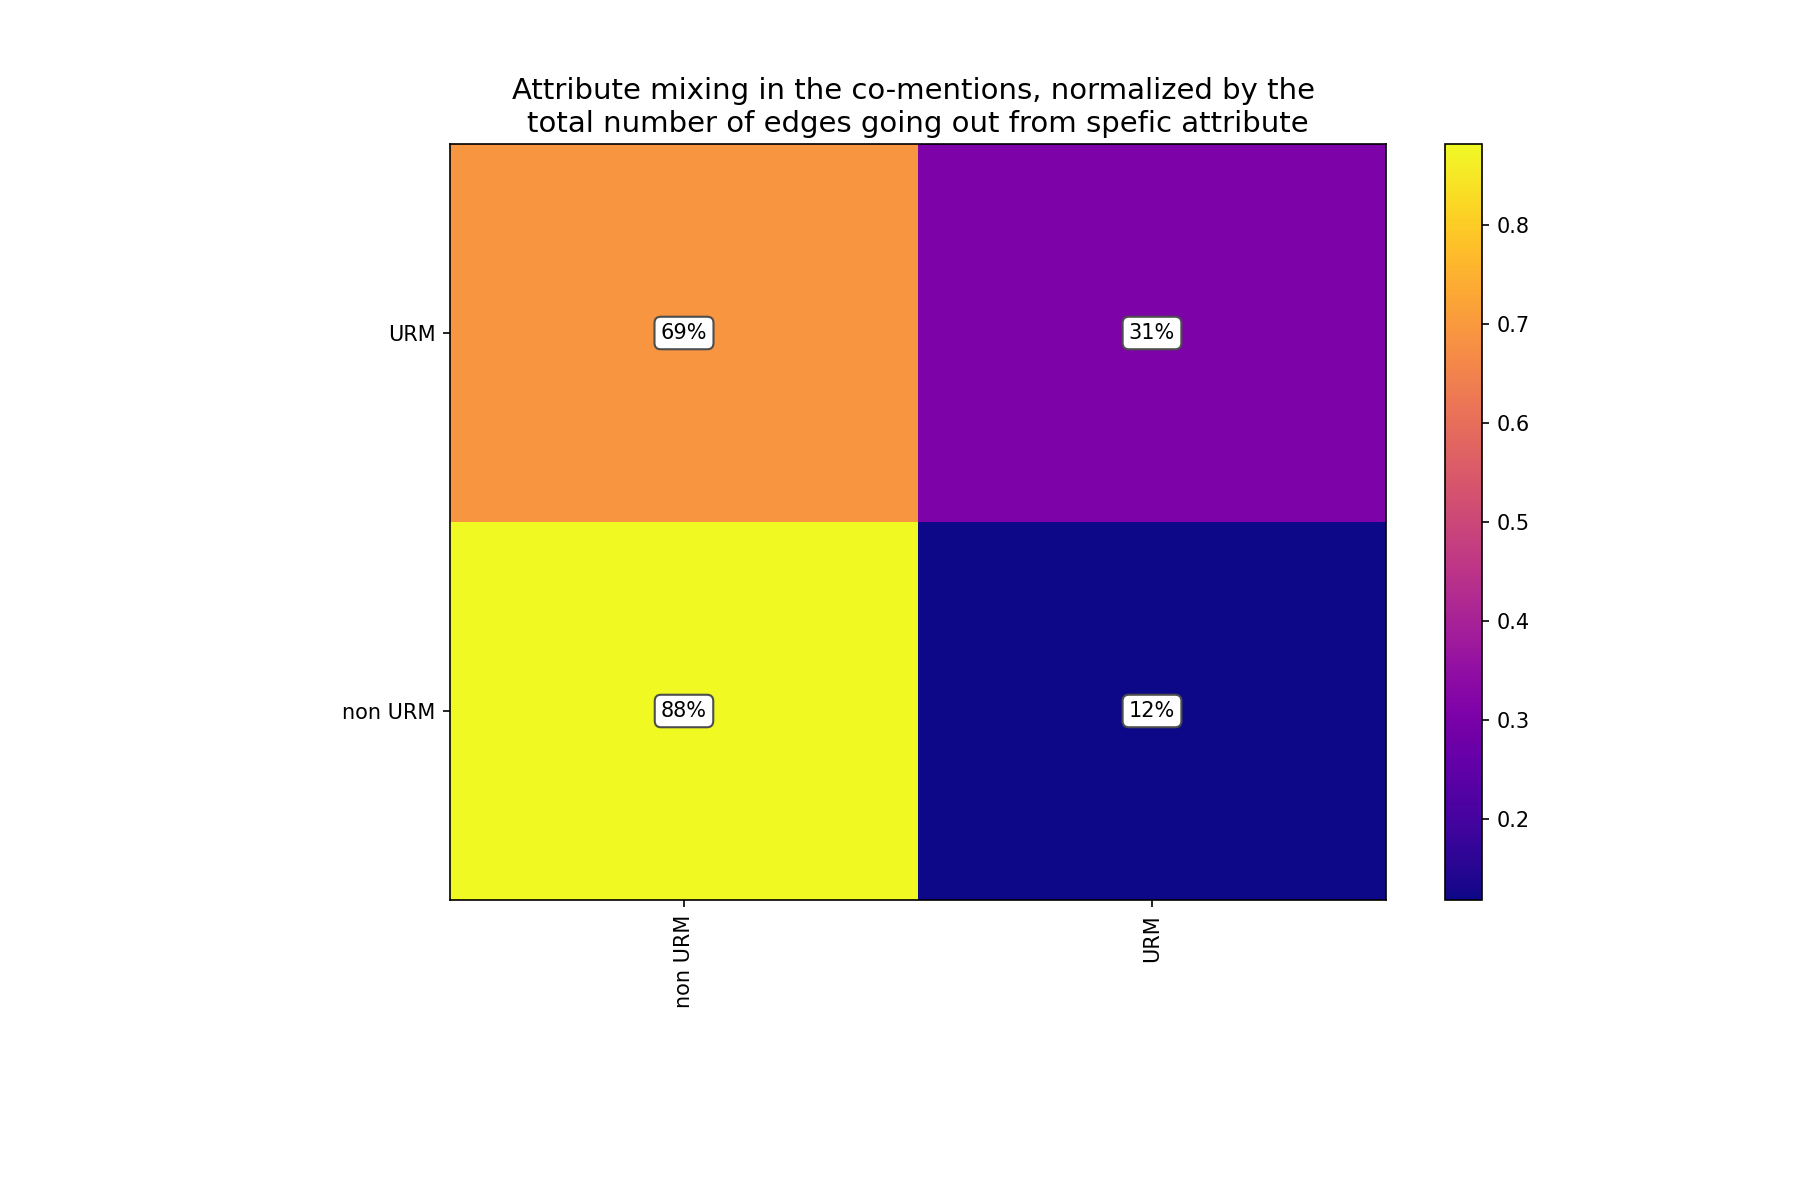 Attribute mixing in the co-mentions, normalized by the
total number of edges going out from spefic attribute
URM
69%
31%
non URM
88%
12%
non URM
URM
0.8
0.7
0.6
0.5
0.4
0.3
0.2